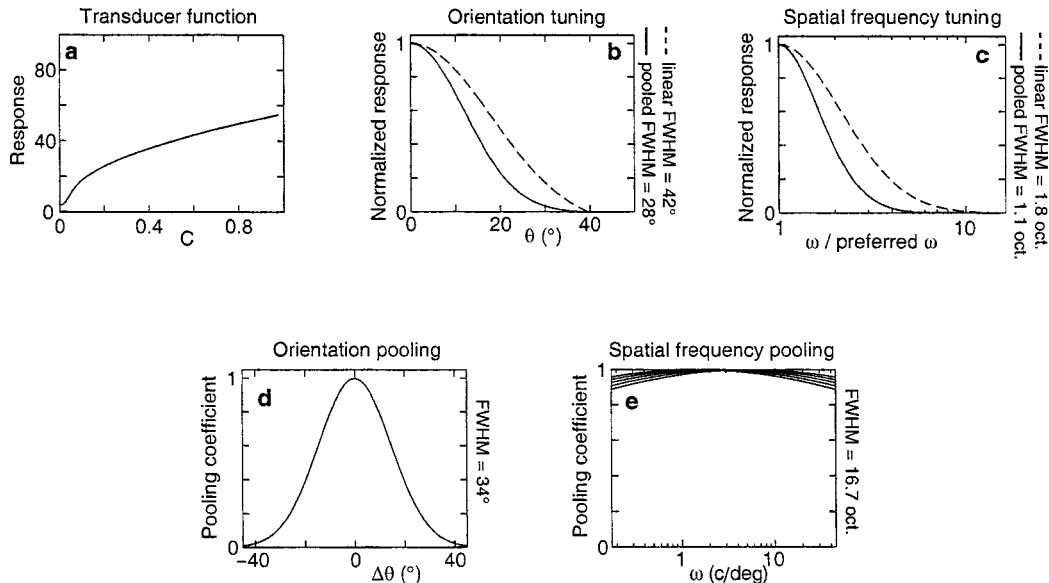 Transducer function
a
Response
80
40
0
0
0.4
0.8
C
Orientation tuning
b
Normalized response
1
0
0
20
40
θ (°)
linear FWHM = 42°
pooled FWHM = 28°
Spatial frequency tuning
c
Normalized response
1
0
1
10
ω / preferred ω
linear FWHM = 1.8 oct.
pooled FWHM = 1.1 oct.
Orientation pooling
d
Pooling coefficient
1
0
−40
0
40
Δθ (°)
FWHM = 34°
Spatial frequency pooling
e
Pooling coefficient
1
0
1
10
ω (c/deg)
FWHM = 16.7 oct.